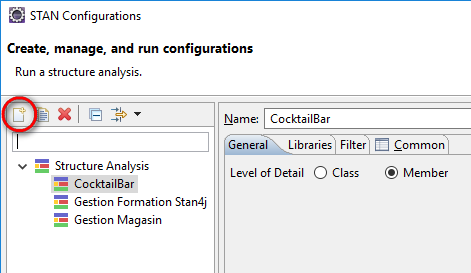 STAN Configurations
Create, manage, and run configurations
Run a structure analysis.
Name: CocktailBar
General Libraries Filter Common
Structure Analysis
Level of Detail Class Member
CocktailBar
Gestion Formation Stan4j
Gestion Magasin